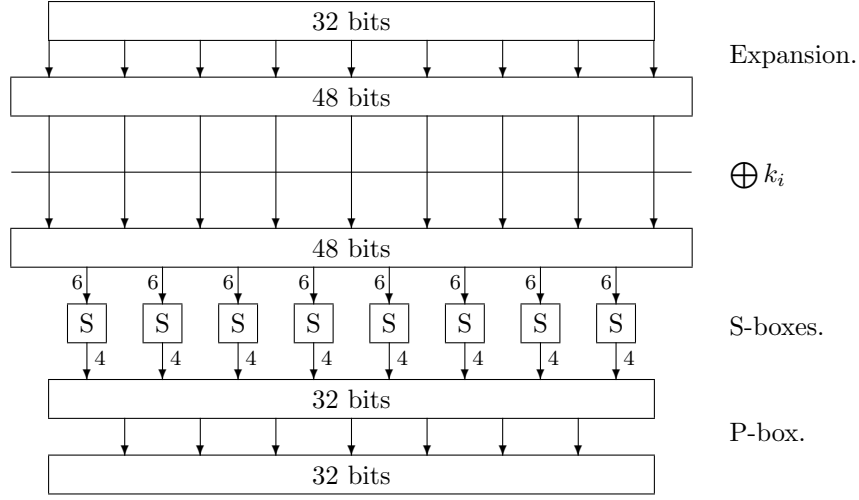 32 bits
Expansion.
48 bits
⨁ kᵢ
48 bits
6 6 6 6 6 6 6 6
S S S S S S S S
S-boxes.
4 4 4 4 4 4 4 4
32 bits
P-box.
32 bits